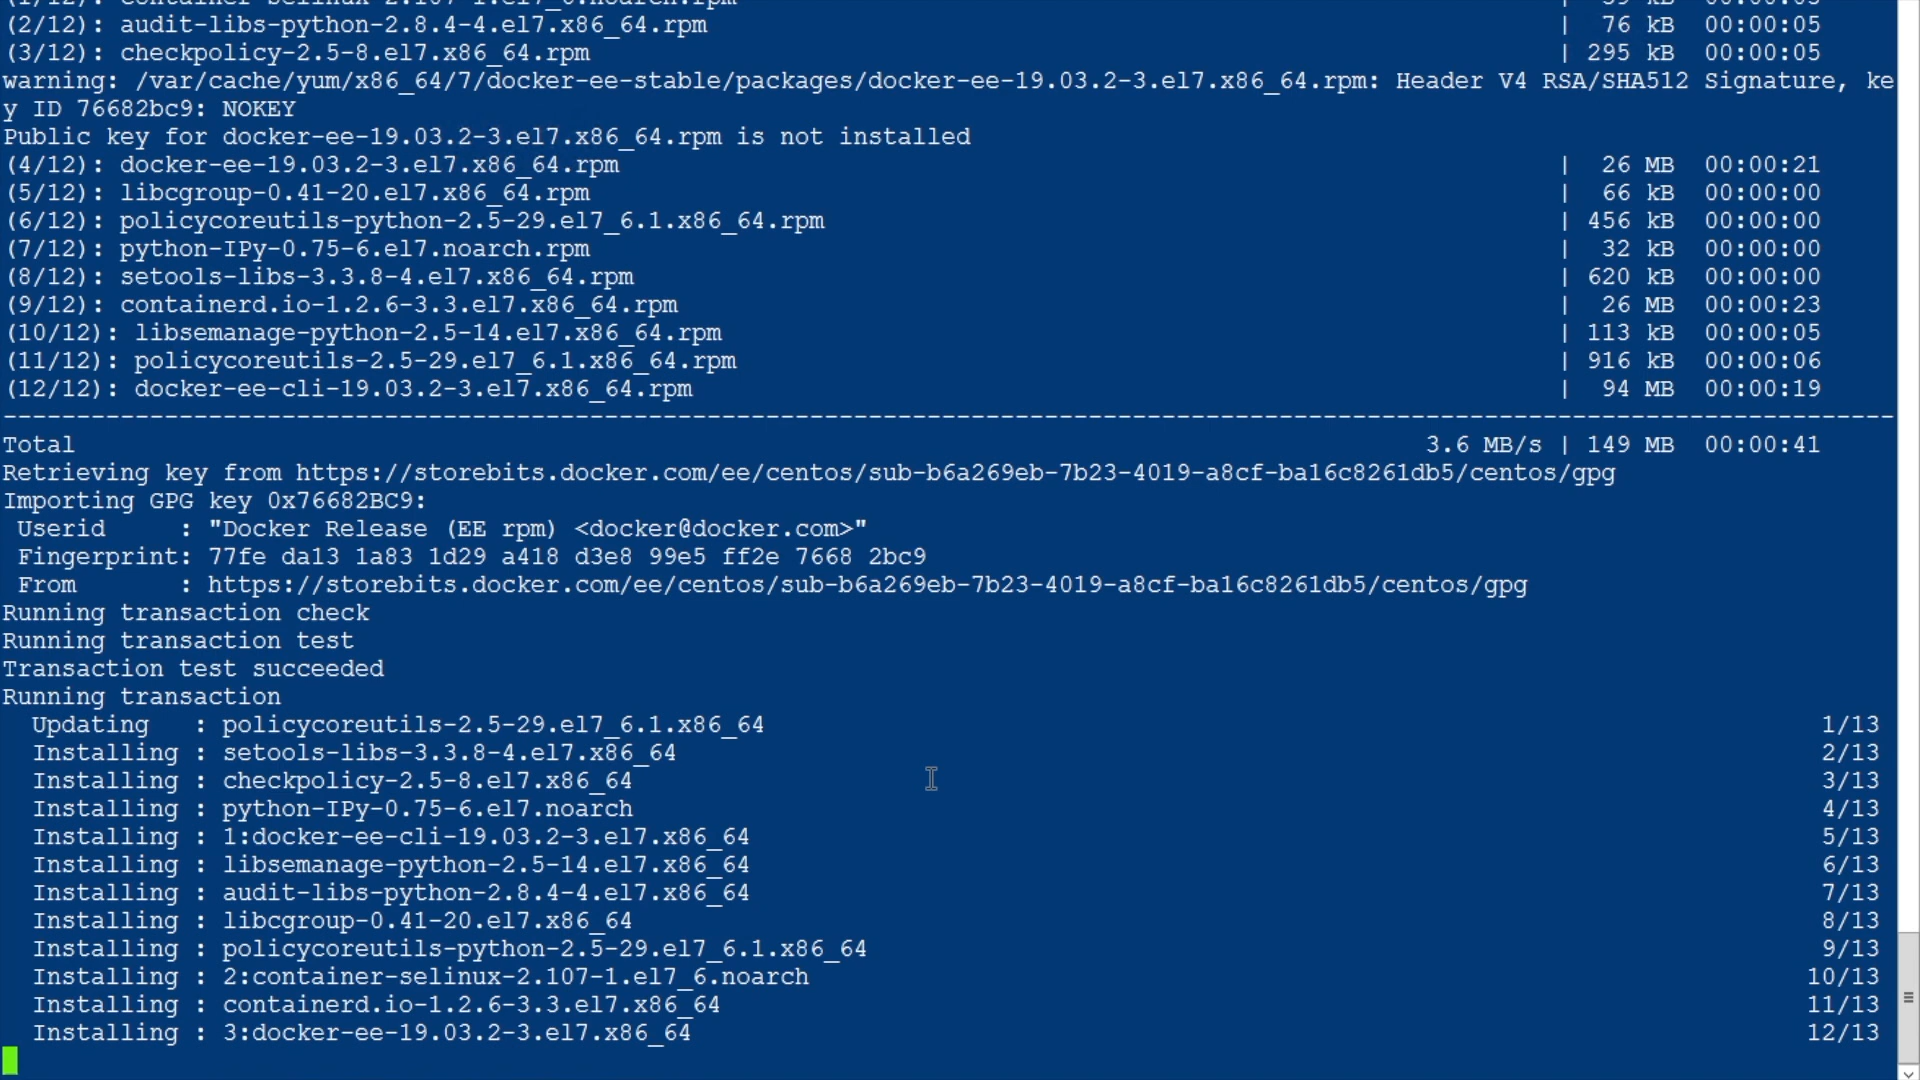 (1/12): container-selinux-2.107-1.el7_6.noarch.rpm | 39 kB 00:00:05
(2/12): audit-libs-python-2.8.4-4.el7.x86_64.rpm | 76 kB 00:00:05
(3/12): checkpolicy-2.5-8.el7.x86_64.rpm | 295 kB 00:00:05
warning: /var/cache/yum/x86_64/7/docker-ee-stable/packages/docker-ee-19.03.2-3.el7.x86_64.rpm: Header V4 RSA/SHA512 Signature, ke
y ID 76682bc9: NOKEY
Public key for docker-ee-19.03.2-3.el7.x86_64.rpm is not installed
(4/12): docker-ee-19.03.2-3.el7.x86_64.rpm | 26 MB 00:00:21
(5/12): libcgroup-0.41-20.el7.x86_64.rpm | 66 kB 00:00:00
(6/12): policycoreutils-python-2.5-29.el7_6.1.x86_64.rpm | 456 kB 00:00:00
(7/12): python-IPy-0.75-6.el7.noarch.rpm | 32 kB 00:00:00
(8/12): setools-libs-3.3.8-4.el7.x86_64.rpm | 620 kB 00:00:00
(9/12): containerd.io-1.2.6-3.3.el7.x86_64.rpm | 26 MB 00:00:23
(10/12): libsemanage-python-2.5-14.el7.x86_64.rpm | 113 kB 00:00:05
(11/12): policycoreutils-2.5-29.el7_6.1.x86_64.rpm | 916 kB 00:00:06
(12/12): docker-ee-cli-19.03.2-3.el7.x86_64.rpm | 94 MB 00:00:19
---------------------------------------------------------------------------------------------------------------------------------
Total 3.6 MB/s | 149 MB 00:00:41
Retrieving key from https://storebits.docker.com/ee/centos/sub-b6a269eb-7b23-4019-a8cf-ba16c8261db5/centos/gpg
Importing GPG key 0x76682BC9:
Userid : "Docker Release (EE rpm) <docker@docker.com>"
Fingerprint: 77fe da13 1a83 1d29 a418 d3e8 99e5 ff2e 7668 2bc9
From : https://storebits.docker.com/ee/centos/sub-b6a269eb-7b23-4019-a8cf-ba16c8261db5/centos/gpg
Running transaction check
Running transaction test
Transaction test succeeded
Running transaction
Updating : policycoreutils-2.5-29.el7_6.1.x86_64 1/13
Installing : setools-libs-3.3.8-4.el7.x86_64 2/13
Installing : checkpolicy-2.5-8.el7.x86_64 3/13
Installing : python-IPy-0.75-6.el7.noarch 4/13
Installing : 1:docker-ee-cli-19.03.2-3.el7.x86_64 5/13
Installing : libsemanage-python-2.5-14.el7.x86_64 6/13
Installing : audit-libs-python-2.8.4-4.el7.x86_64 7/13
Installing : libcgroup-0.41-20.el7.x86_64 8/13
Installing : policycoreutils-python-2.5-29.el7_6.1.x86_64 9/13
Installing : 2:container-selinux-2.107-1.el7_6.noarch 10/13
Installing : containerd.io-1.2.6-3.3.el7.x86_64 11/13
Installing : 3:docker-ee-19.03.2-3.el7.x86_64 12/13